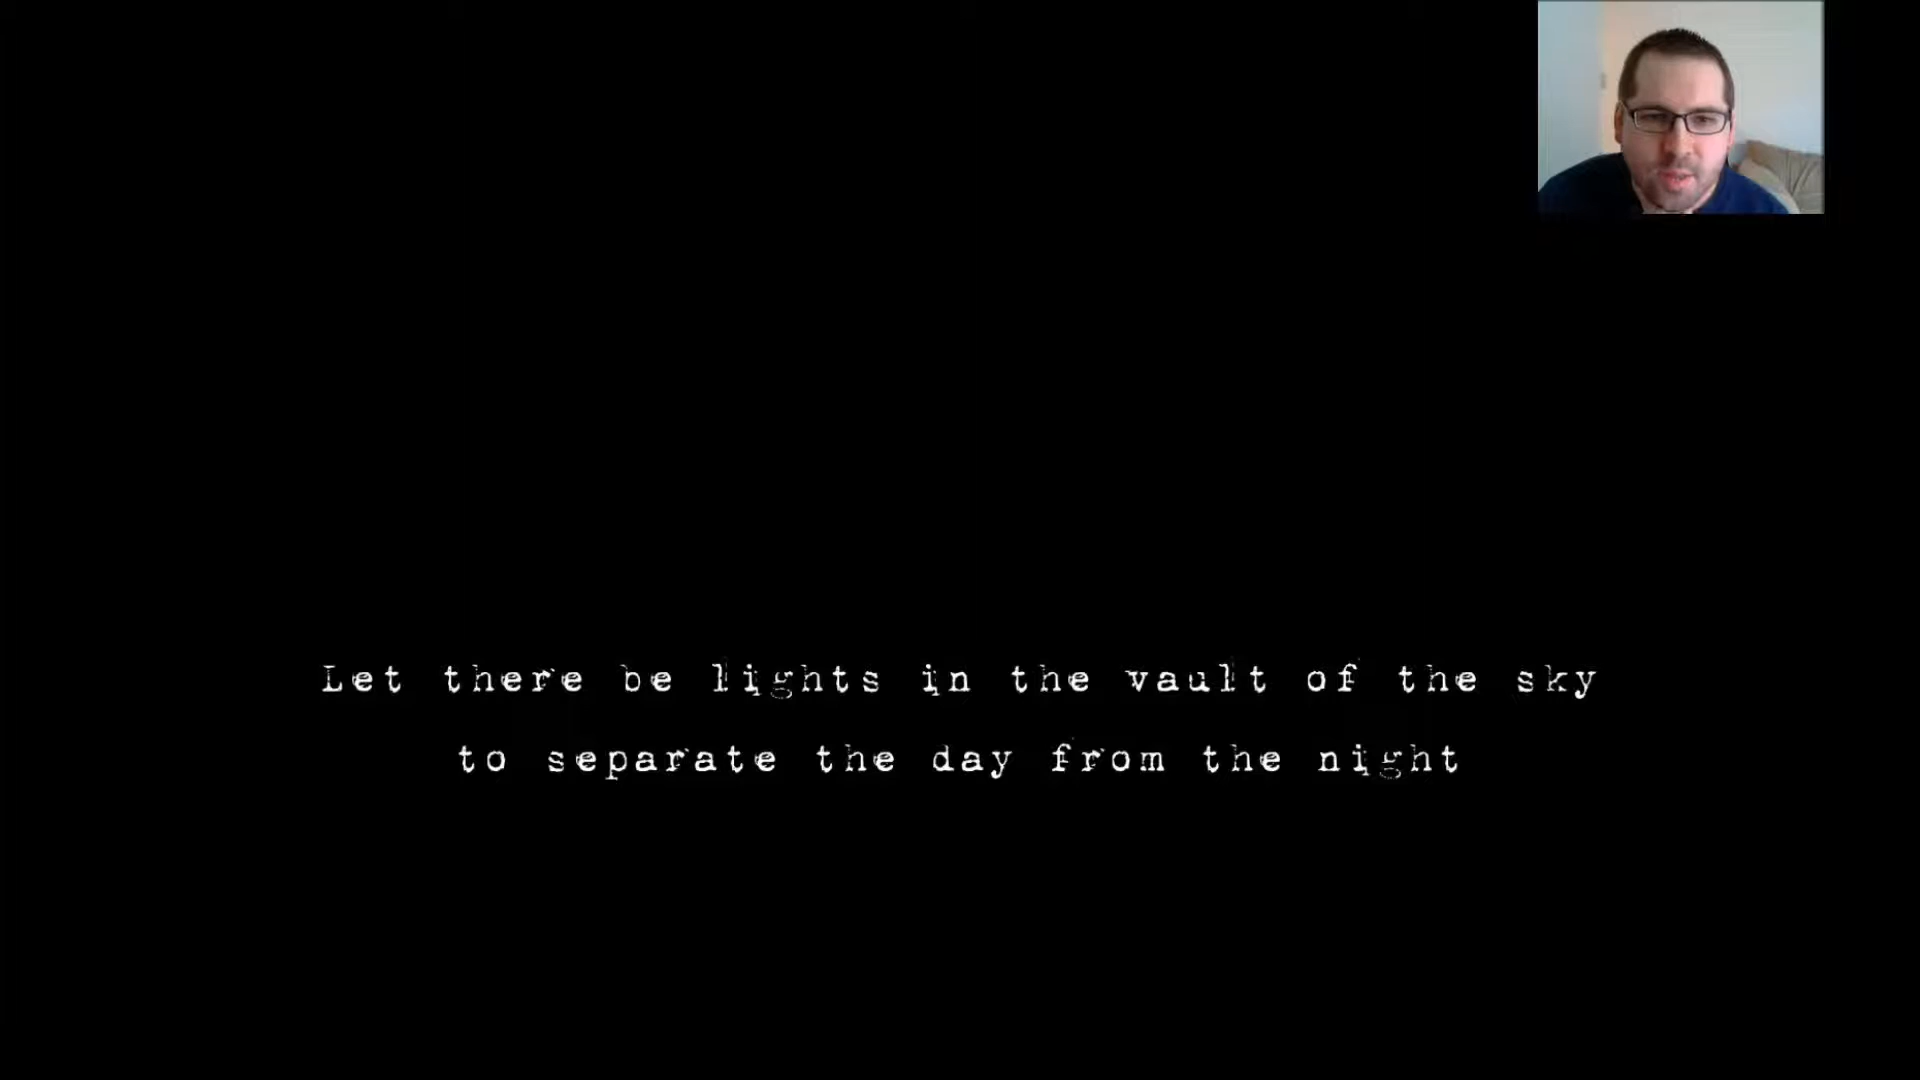 Let there be lights in the vault of the sky
to separate the day from the night